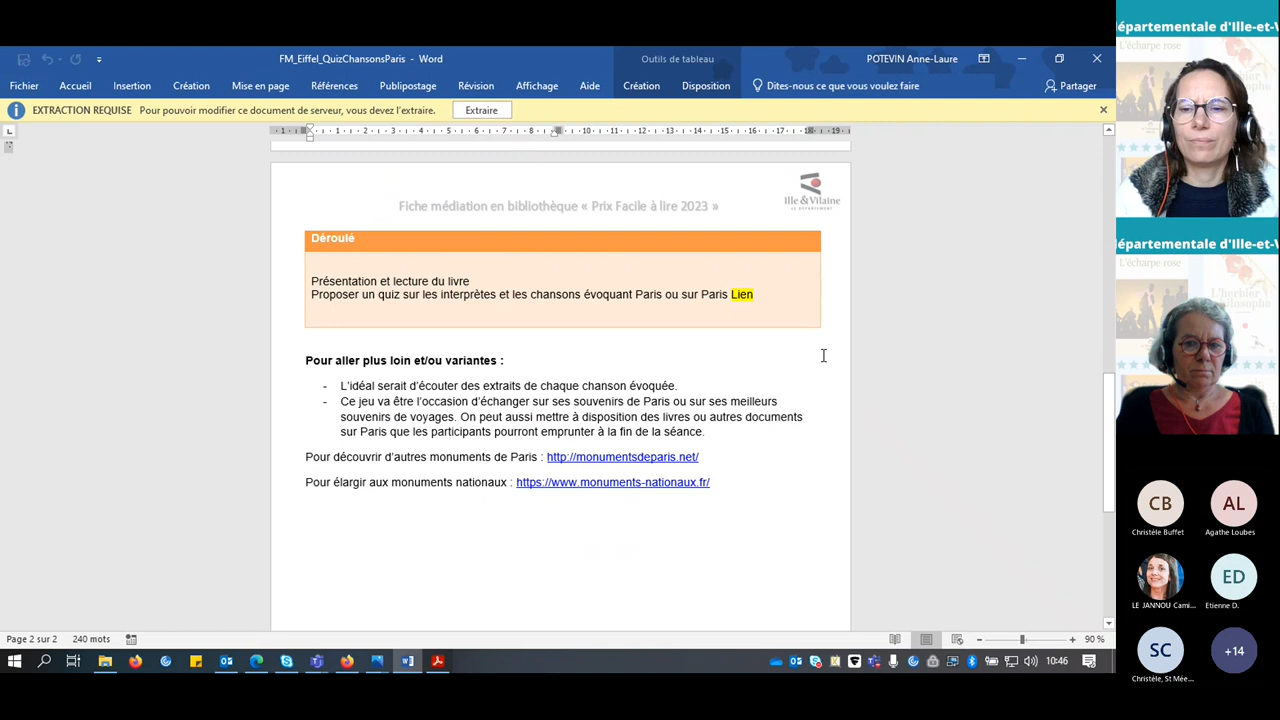 FM_Eiffel_QuizChansonsParis - Word
Outils de tableau
POTEVIN Anne-Laure
Fichier Accueil Insertion Création Mise en page Références Publipostage Révision Affichage Aide Création Disposition Dites-nous ce que vous voulez faire Partager
EXTRACTION REQUISE Pour pouvoir modifier ce document de serveur, vous devez l'extraire. Extraire
Fiche médiation en bibliothèque « Prix Facile à lire 2023 »
Ille & Vilaine
LE DÉPARTEMENT
Déroulé
Présentation et lecture du livre
Proposer un quiz sur les interprètes et les chansons évoquant Paris ou sur Paris Lien
Pour aller plus loin et/ou variantes :
- L'idéal serait d'écouter des extraits de chaque chanson évoquée.
- Ce jeu va être l'occasion d'échanger sur ses souvenirs de Paris ou sur ses meilleurs
souvenirs de voyages. On peut aussi mettre à disposition des livres ou autres documents
sur Paris que les participants pourront emprunter à la fin de la séance.
Pour découvrir d'autres monuments de Paris : http://monumentsdeparis.net/
Pour élargir aux monuments nationaux : https://www.monuments-nationaux.fr/
Page 2 sur 2 240 mots
90 %
10:46
départementale d'Ille-et-V
L'écharpe rose
départementale d'Ille-et-V
L'écharpe rose
L'herbier
philosophe
CB
Christèle Buffet
AL
Agathe Loubes
LE JANNOU Cami...
ED
Etienne D.
SC
Christèle, St Mée...
+14